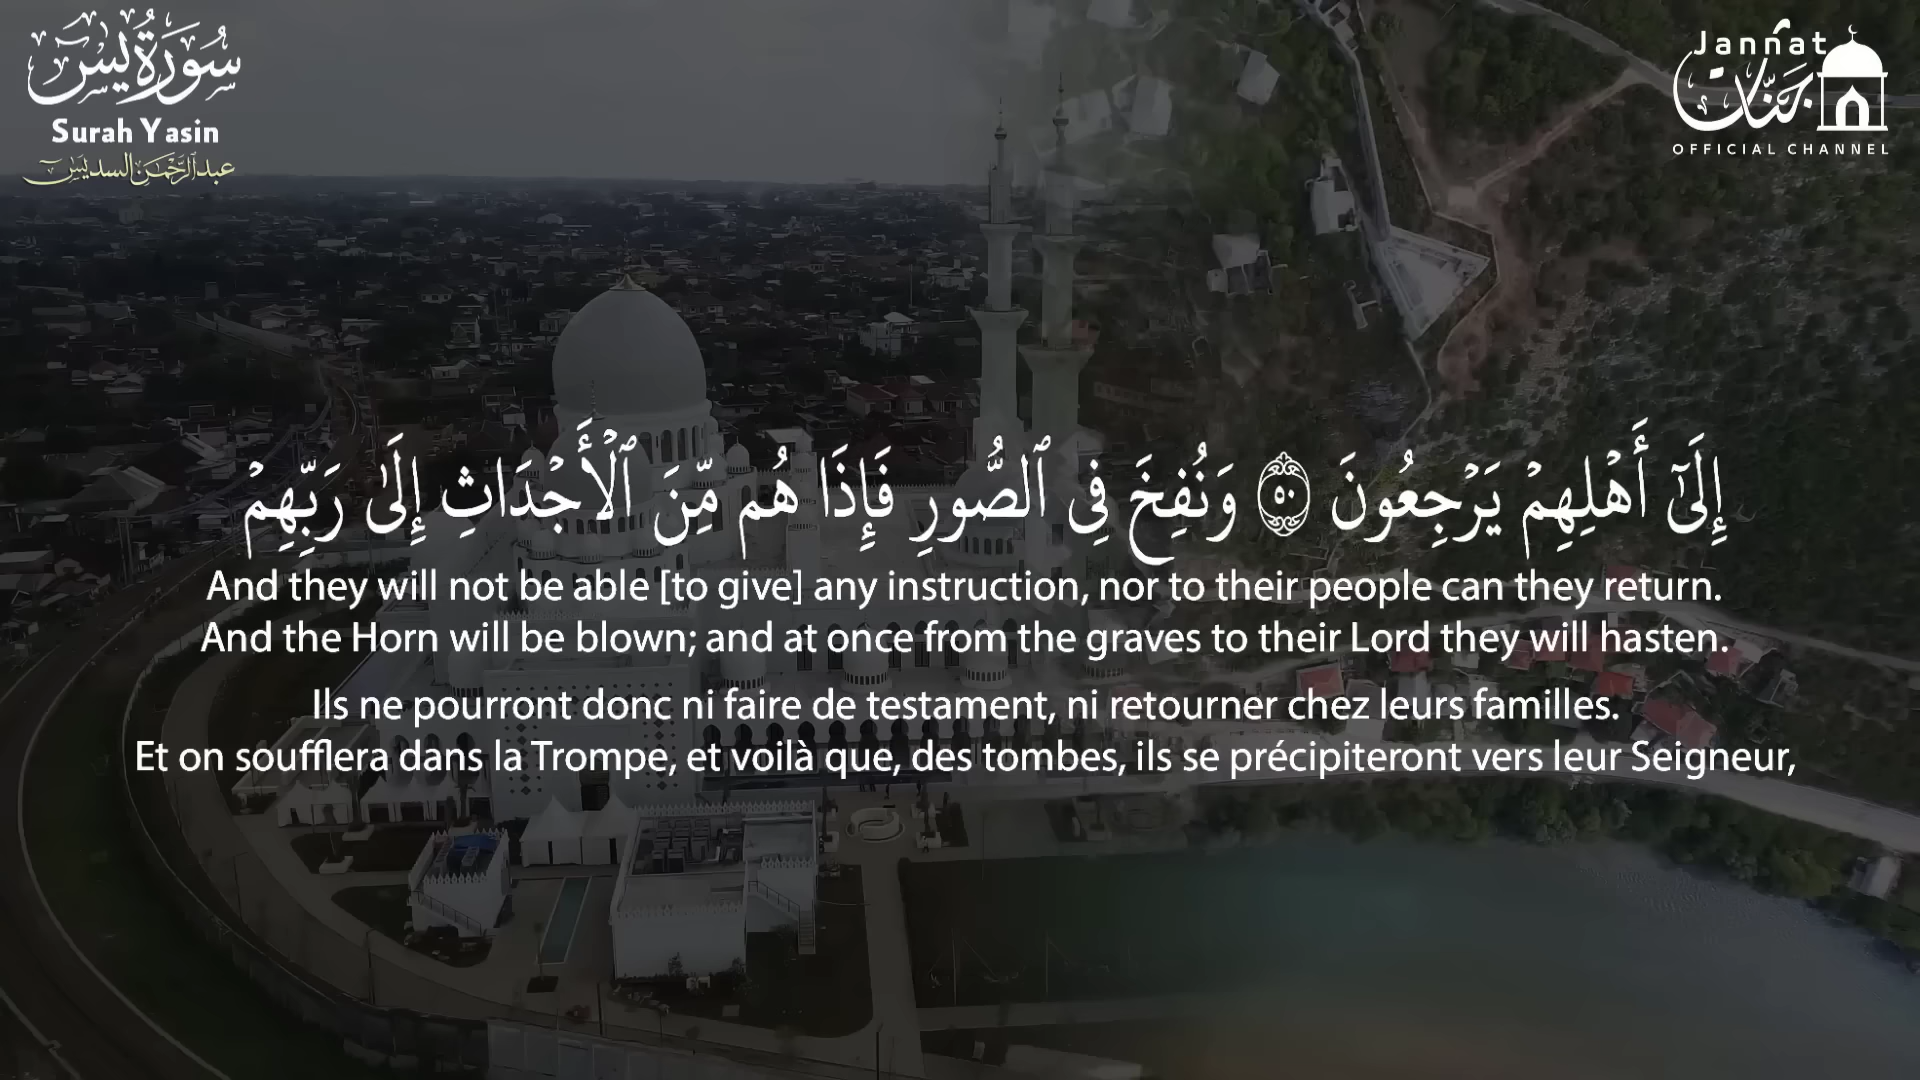 سُورَةُ يس
Surah Yasin
عبد الرحمن السديس
Jannat
جَنَّات
OFFICIAL CHANNEL
إِلَىٰٓ أَهْلِهِمْ يَرْجِعُونَ ۝٥٠ وَنُفِخَ فِى ٱلصُّورِ فَإِذَا هُم مِّنَ ٱلْأَجْدَاثِ إِلَىٰ رَبِّهِمْ
And they will not be able [to give] any instruction, nor to their people can they return.
And the Horn will be blown; and at once from the graves to their Lord they will hasten.
Ils ne pourront donc ni faire de testament, ni retourner chez leurs familles.
Et on soufflera dans la Trompe, et voilà que, des tombes, ils se précipiteront vers leur Seigneur,